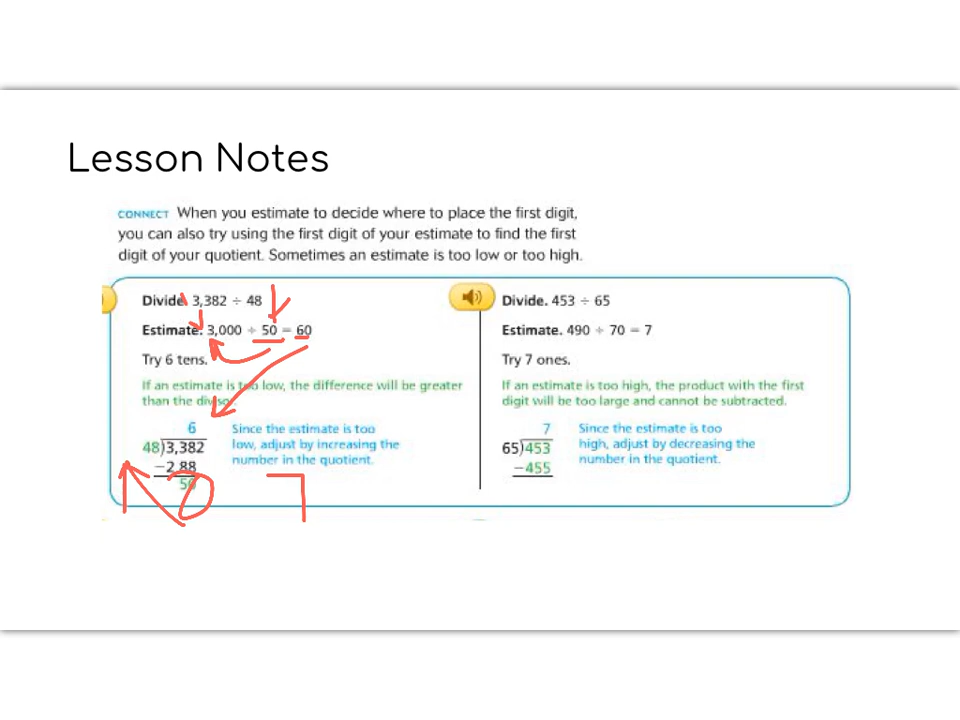 Lesson Notes
CONNECT When you estimate to decide where to place the first digit,
you can also try using the first digit of your estimate to find the first
digit of your quotient. Sometimes an estimate is too low or too high.
Divide. 3,382 ÷ 48
Estimate. 3,000 ÷ 50 = 60
Try 6 tens.
If an estimate is too low, the difference will be greater
than the divisor.
6
48)3,382
−2 88
50
Since the estimate is too
low, adjust by increasing the
number in the quotient.
7
Divide. 453 ÷ 65
Estimate. 490 ÷ 70 = 7
Try 7 ones.
If an estimate is too high, the product with the first
digit will be too large and cannot be subtracted.
7
65)453
−455
Since the estimate is too
high, adjust by decreasing the
number in the quotient.